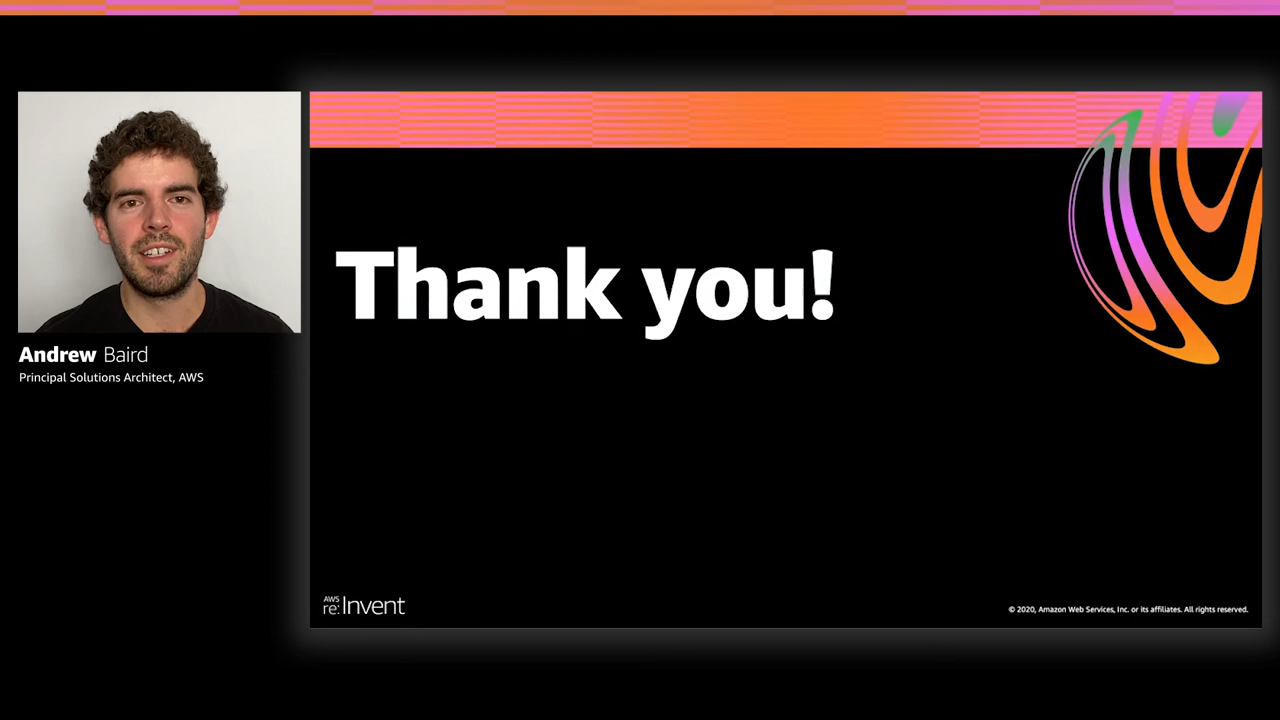 Thank you!
Andrew Baird
Principal Solutions Architect, AWS
AWS
re:Invent
© 2020, Amazon Web Services, Inc. or its affiliates. All rights reserved.